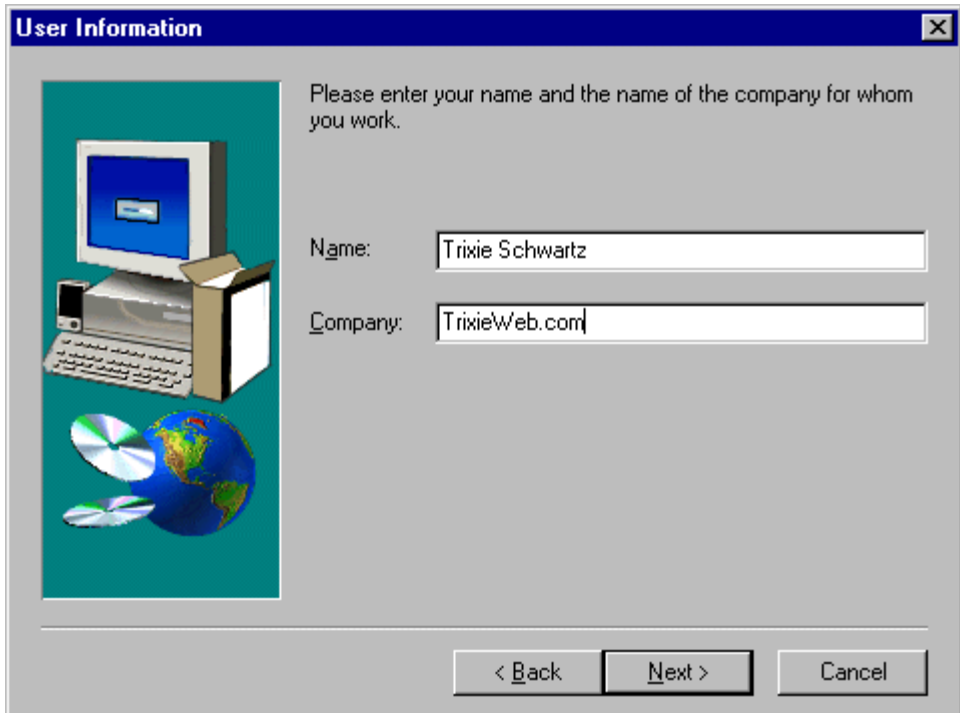 User Information
Please enter your name and the name of the company for whom
you work.
Name:
Trixie Schwartz
Company:
TrixieWeb.com
< Back
Next >
Cancel